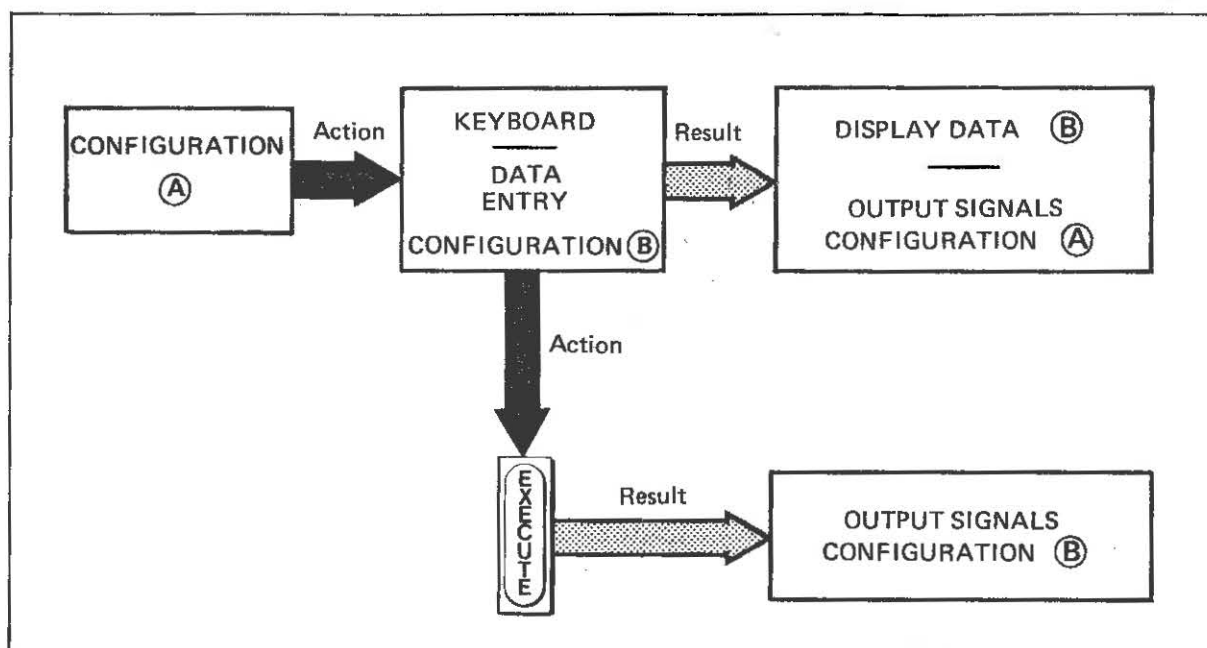 CONFIGURATION
A
Action
KEYBOARD
DATA
ENTRY
CONFIGURATION B
Result
DISPLAY DATA B
OUTPUT SIGNALS
CONFIGURATION A
Action
EXECUTE
Result
OUTPUT SIGNALS
CONFIGURATION B